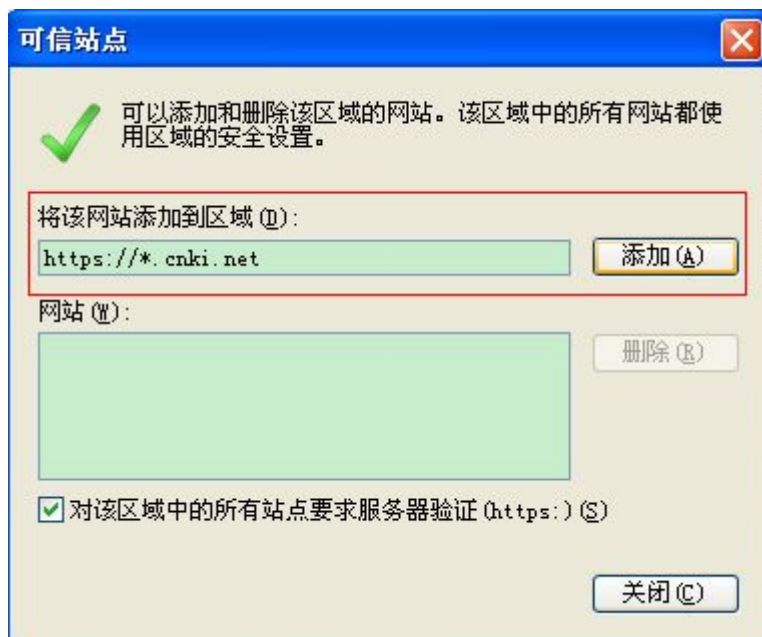 可信站点
可以添加和删除该区域的网站。该区域中的所有网站都使
用区域的安全设置。
将该网站添加到区域(D):
https://*.cnki.net
添加(A)
网站(W):
删除(R)
对该区域中的所有站点要求服务器验证(https:)(S)
关闭(C)